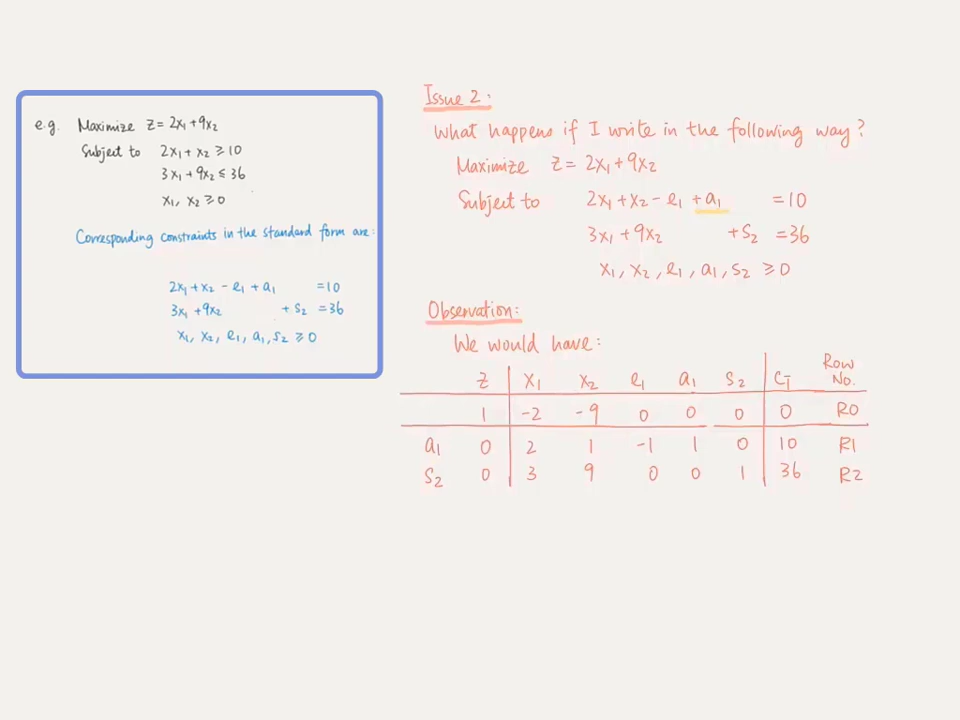 e.g. Maximize z = 2x₁ + 9x₂
Subject to 2x₁ + x₂ ≥ 10
3x₁ + 9x₂ ≤ 36
x₁, x₂ ≥ 0
Corresponding constraints in the standard form are:
2x₁ + x₂ - e₁ + a₁ = 10
3x₁ + 9x₂ + s₂ = 36
x₁, x₂, e₁, a₁, s₂ ≥ 0
Issue 2:
What happens if I write in the following way?
Maximize z = 2x₁ + 9x₂
Subject to 2x₁ + x₂ - e₁ + a₁ = 10
3x₁ + 9x₂ + s₂ = 36
x₁, x₂, e₁, a₁, s₂ ≥ 0
Observation:
We would have:
z x₁ x₂ e₁ a₁ s₂ CT Row No.
1 -2 -9 0 0 0 0 R0
a₁ 0 2 1 -1 1 0 10 R1
s₂ 0 3 9 0 0 1 36 R2